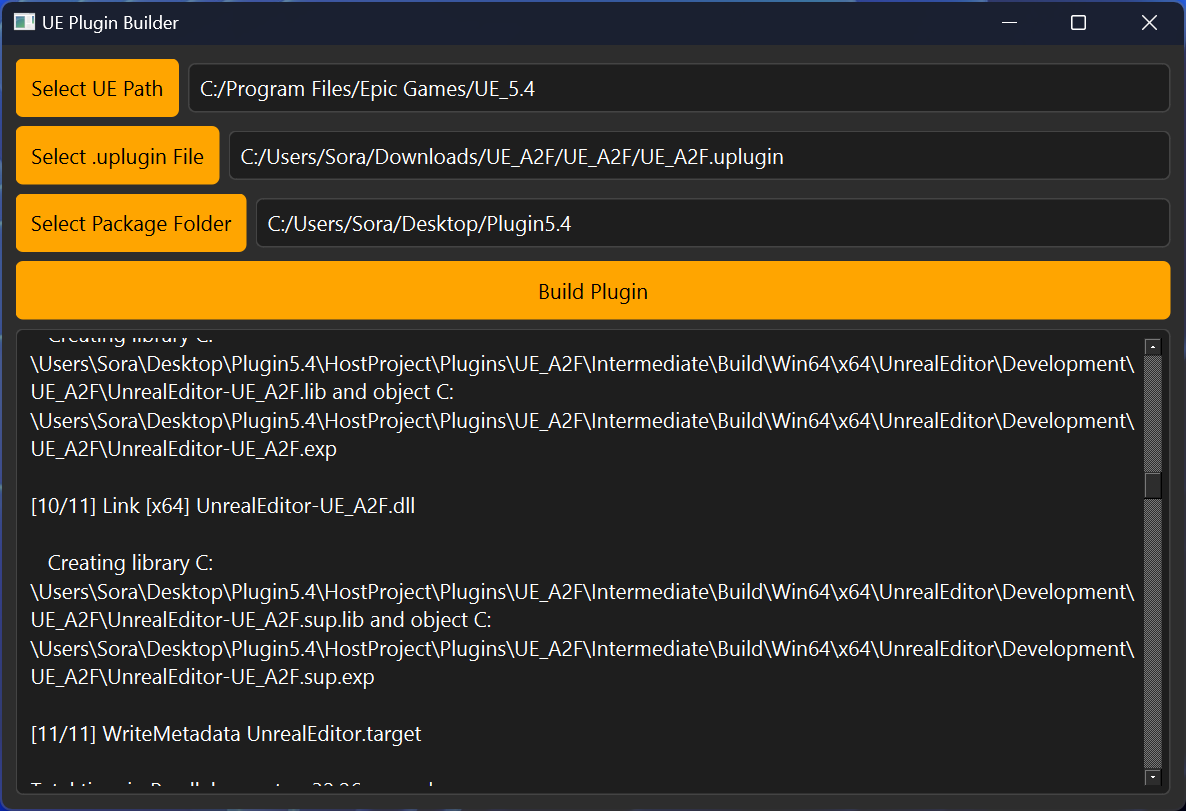 UE Plugin Builder
Select UE Path
C:/Program Files/Epic Games/UE_5.4
Select .uplugin File
C:/Users/Sora/Downloads/UE_A2F/UE_A2F/UE_A2F.uplugin
Select Package Folder
C:/Users/Sora/Desktop/Plugin5.4
Build Plugin
Creating library C:
\Users\Sora\Desktop\Plugin5.4\HostProject\Plugins\UE_A2F\Intermediate\Build\Win64\x64\UnrealEditor\Development\
UE_A2F\UnrealEditor-UE_A2F.lib and object C:
\Users\Sora\Desktop\Plugin5.4\HostProject\Plugins\UE_A2F\Intermediate\Build\Win64\x64\UnrealEditor\Development\
UE_A2F\UnrealEditor-UE_A2F.exp
[10/11] Link [x64] UnrealEditor-UE_A2F.dll
Creating library C:
\Users\Sora\Desktop\Plugin5.4\HostProject\Plugins\UE_A2F\Intermediate\Build\Win64\x64\UnrealEditor\Development\
UE_A2F\UnrealEditor-UE_A2F.sup.lib and object C:
\Users\Sora\Desktop\Plugin5.4\HostProject\Plugins\UE_A2F\Intermediate\Build\Win64\x64\UnrealEditor\Development\
UE_A2F\UnrealEditor-UE_A2F.sup.exp
[11/11] WriteMetadata UnrealEditor.target